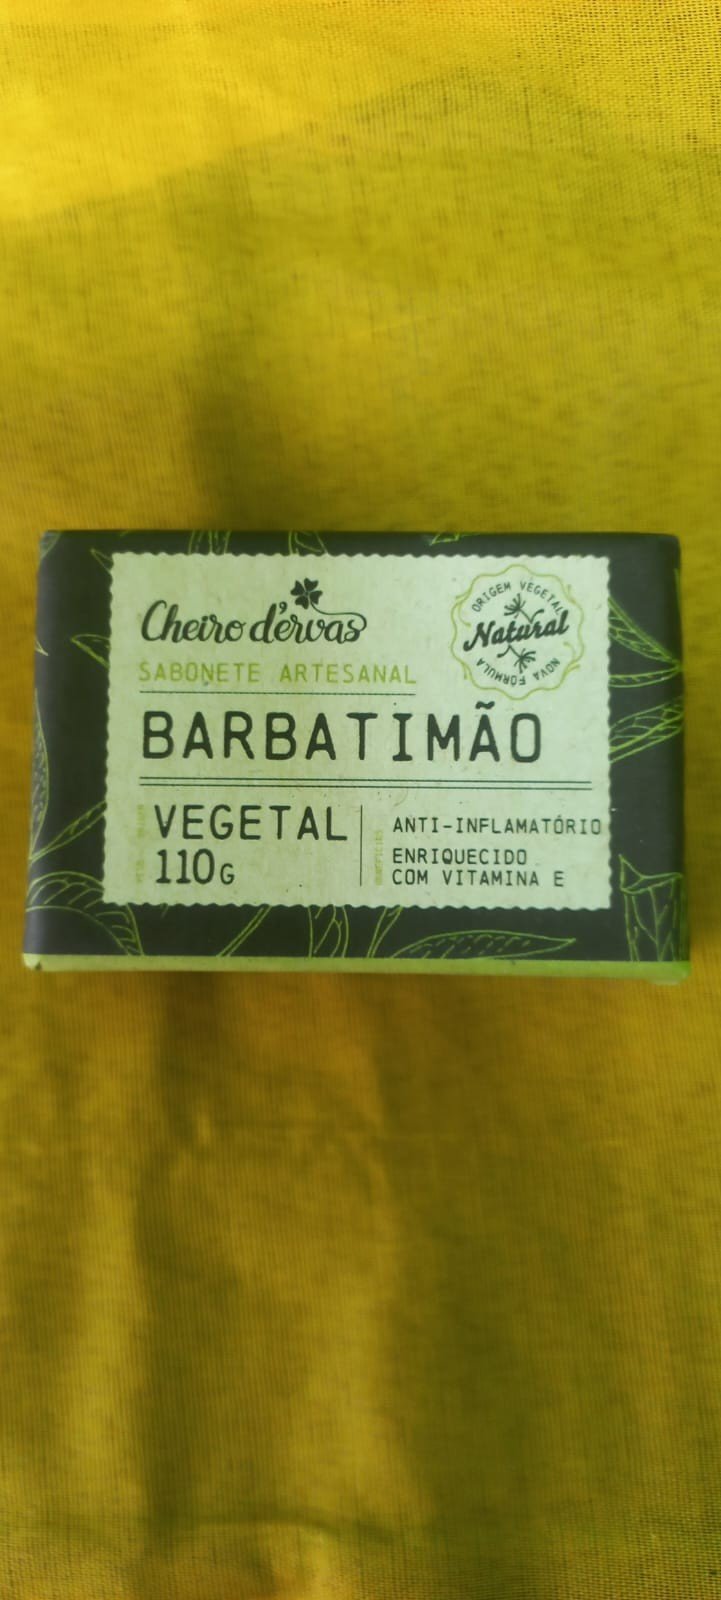 Cheiro d'ervas
SABONETE ARTESANAL
ORIGEM VEGETAL
Natural
NOVA FÓRMULA
BARBATIMÃO
VEGETAL
110G
ANTI-INFLAMATÓRIO
ENRIQUECIDO
COM VITAMINA E